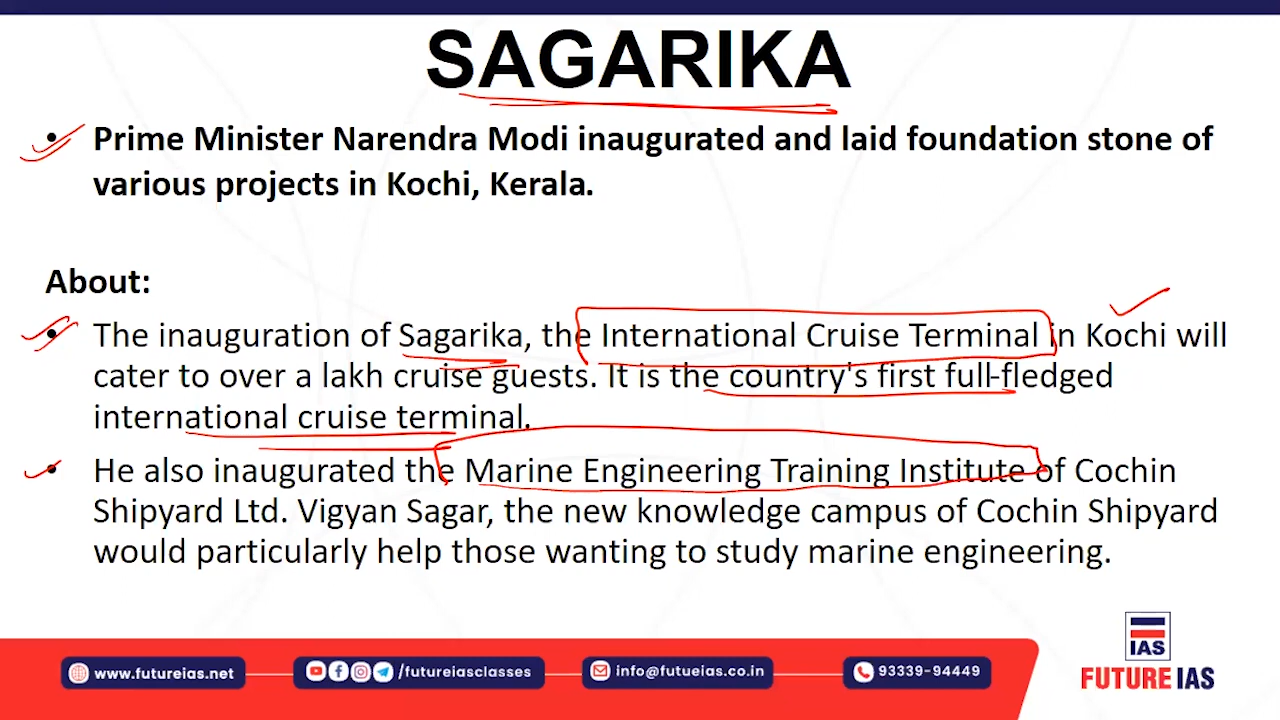 SAGARIKA
• Prime Minister Narendra Modi inaugurated and laid foundation stone of
various projects in Kochi, Kerala.
About:
• The inauguration of Sagarika, the International Cruise Terminal in Kochi will
cater to over a lakh cruise guests. It is the country's first full-fledged
international cruise terminal.
• He also inaugurated the Marine Engineering Training Institute of Cochin
Shipyard Ltd. Vigyan Sagar, the new knowledge campus of Cochin Shipyard
would particularly help those wanting to study marine engineering.
IAS
FUTURE IAS
www.futureias.net
/futureiasclasses
info@futueias.co.in
93339-94449